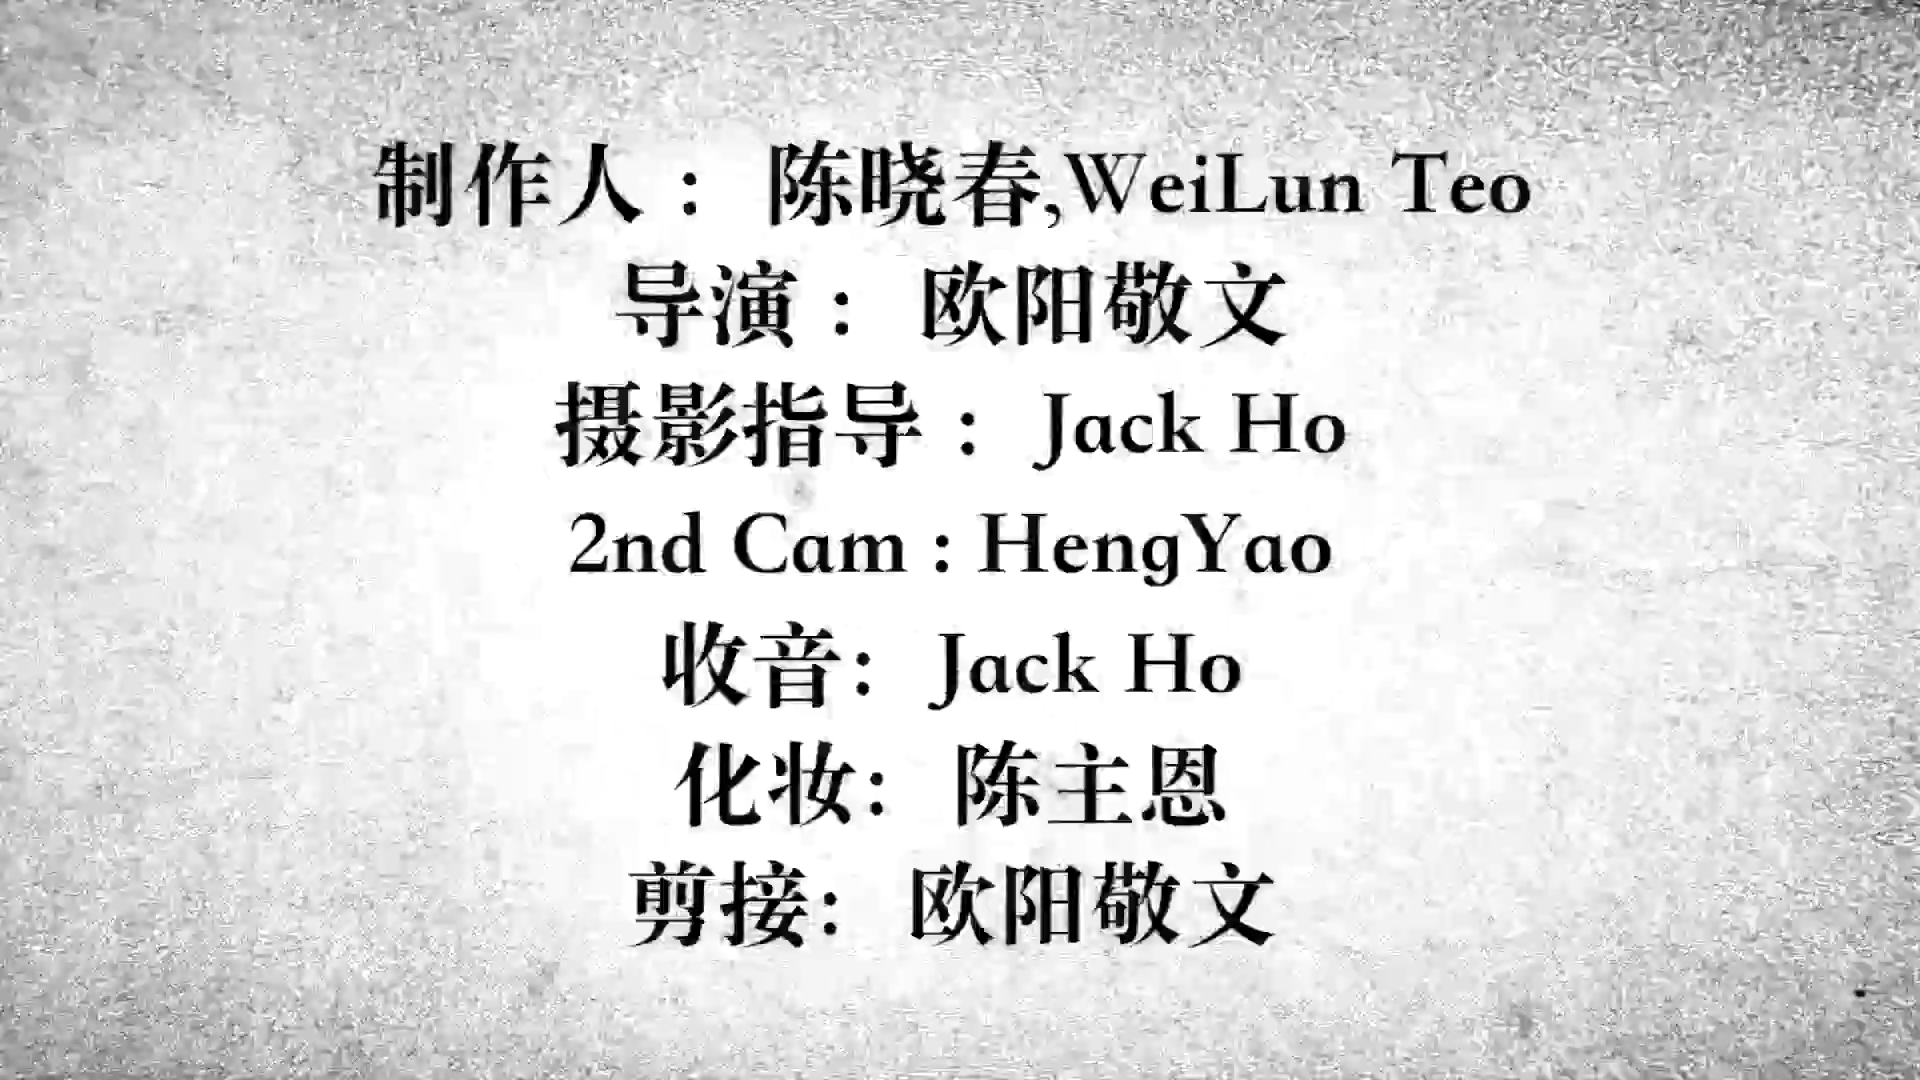 制作人： 陈晓春,WeiLun Teo
导演： 欧阳敬文
摄影指导： Jack Ho
2nd Cam : HengYao
收音： Jack Ho
化妆： 陈主恩
剪接： 欧阳敬文